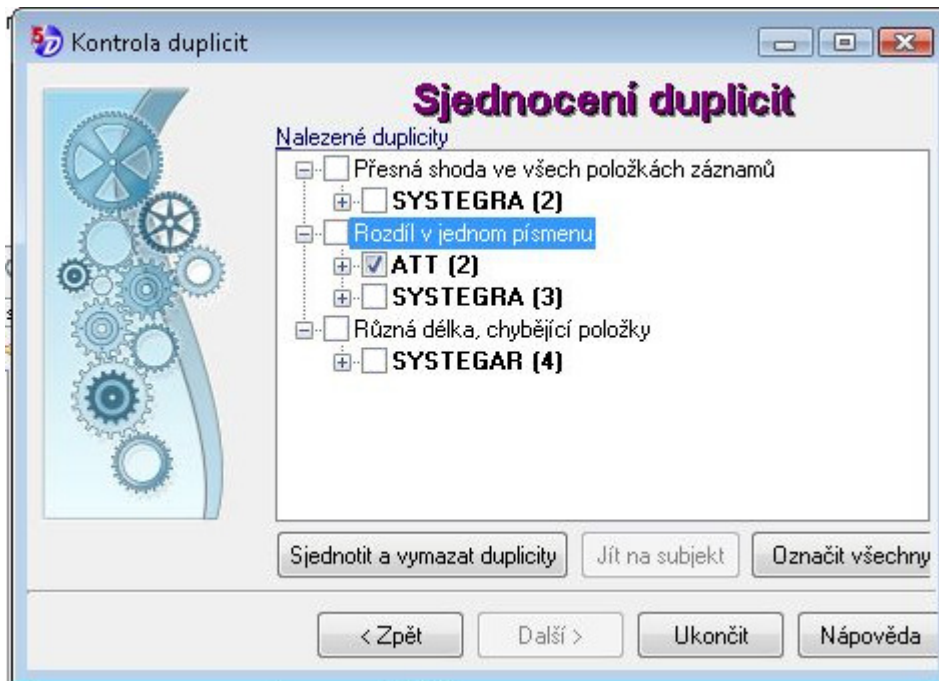 Kontrola duplicit
Sjednocení duplicit
Nalezené duplicity
Přesná shoda ve všech položkách záznamů
SYSTEGRA (2)
Rozdíl v jednom písmenu
ATT (2)
SYSTEGRA (3)
Různá délka, chybějící položky
SYSTEGAR (4)
Sjednotit a vymazat duplicity Jít na subjekt Označit všechny
< Zpět Další > Ukončit Nápověda